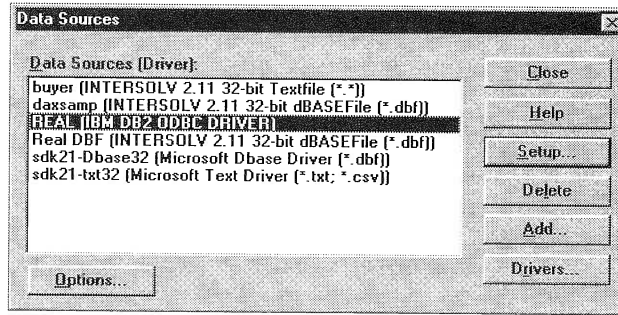 Data Sources
Data Sources (Driver):
buyer (INTERSOLV 2.11 32-bit Textfile (*.*))
daxsamp (INTERSOLV 2.11 32-bit dBASEFile (*.dbf))
REAL (IBM DB2 ODBC DRIVER)
Real DBF (INTERSOLV 2.11 32-bit dBASEFile (*.dbf))
sdk21-Dbase32 (Microsoft Dbase Driver (*.dbf))
sdk21-txt32 (Microsoft Text Driver (*.txt; *.csv))
Close
Help
Setup...
Delete
Add...
Drivers...
Options...